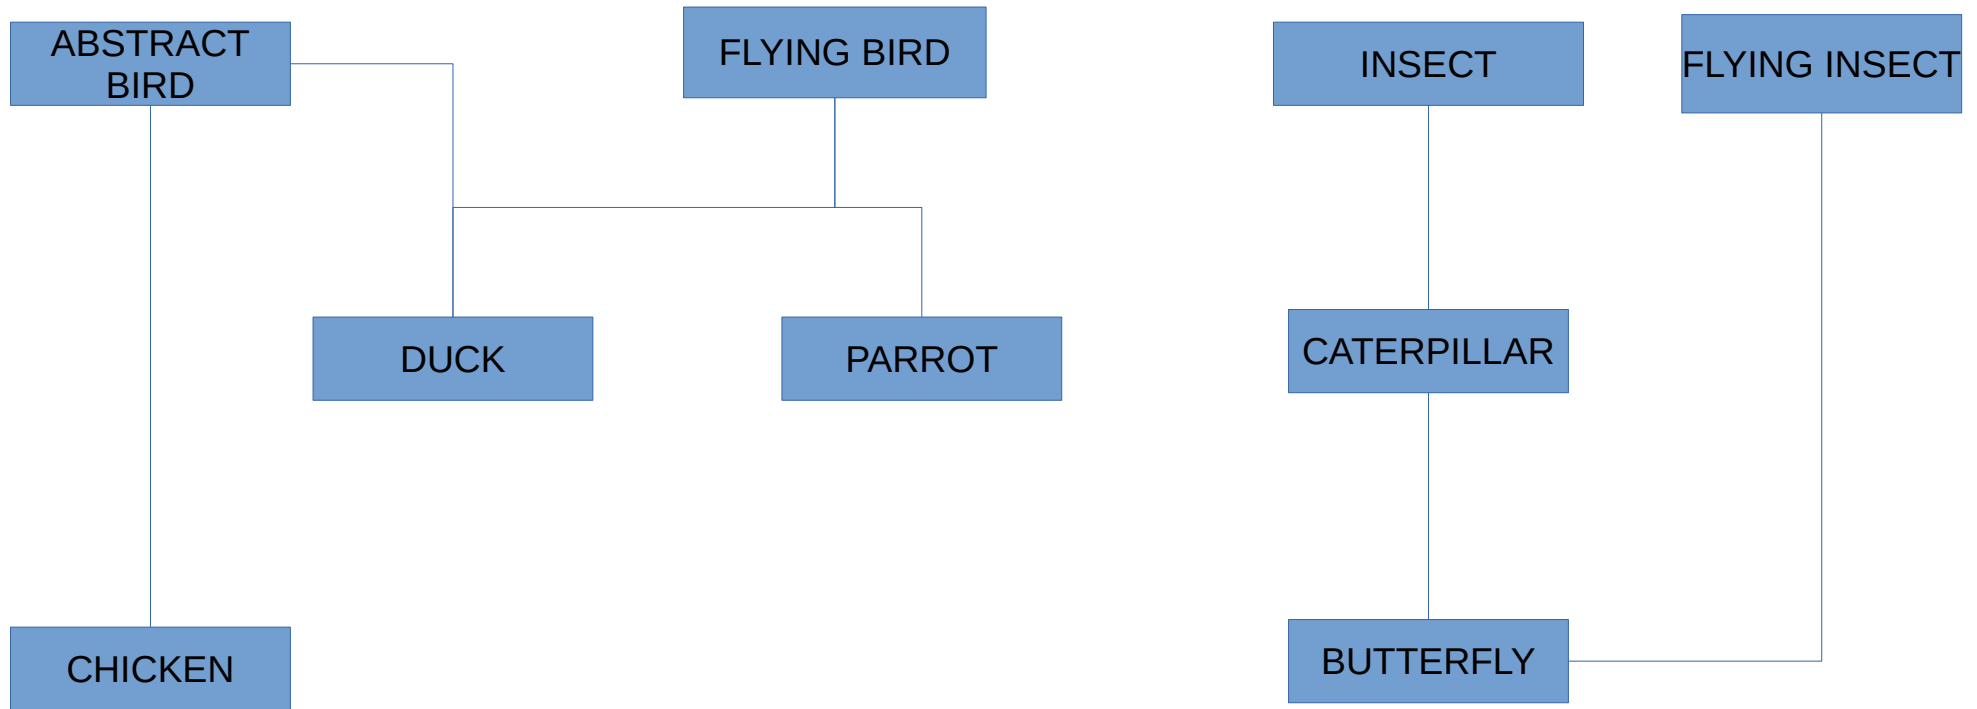 ABSTRACT
BIRD
FLYING BIRD
INSECT
FLYING INSECT
DUCK
PARROT
CATERPILLAR
CHICKEN
BUTTERFLY